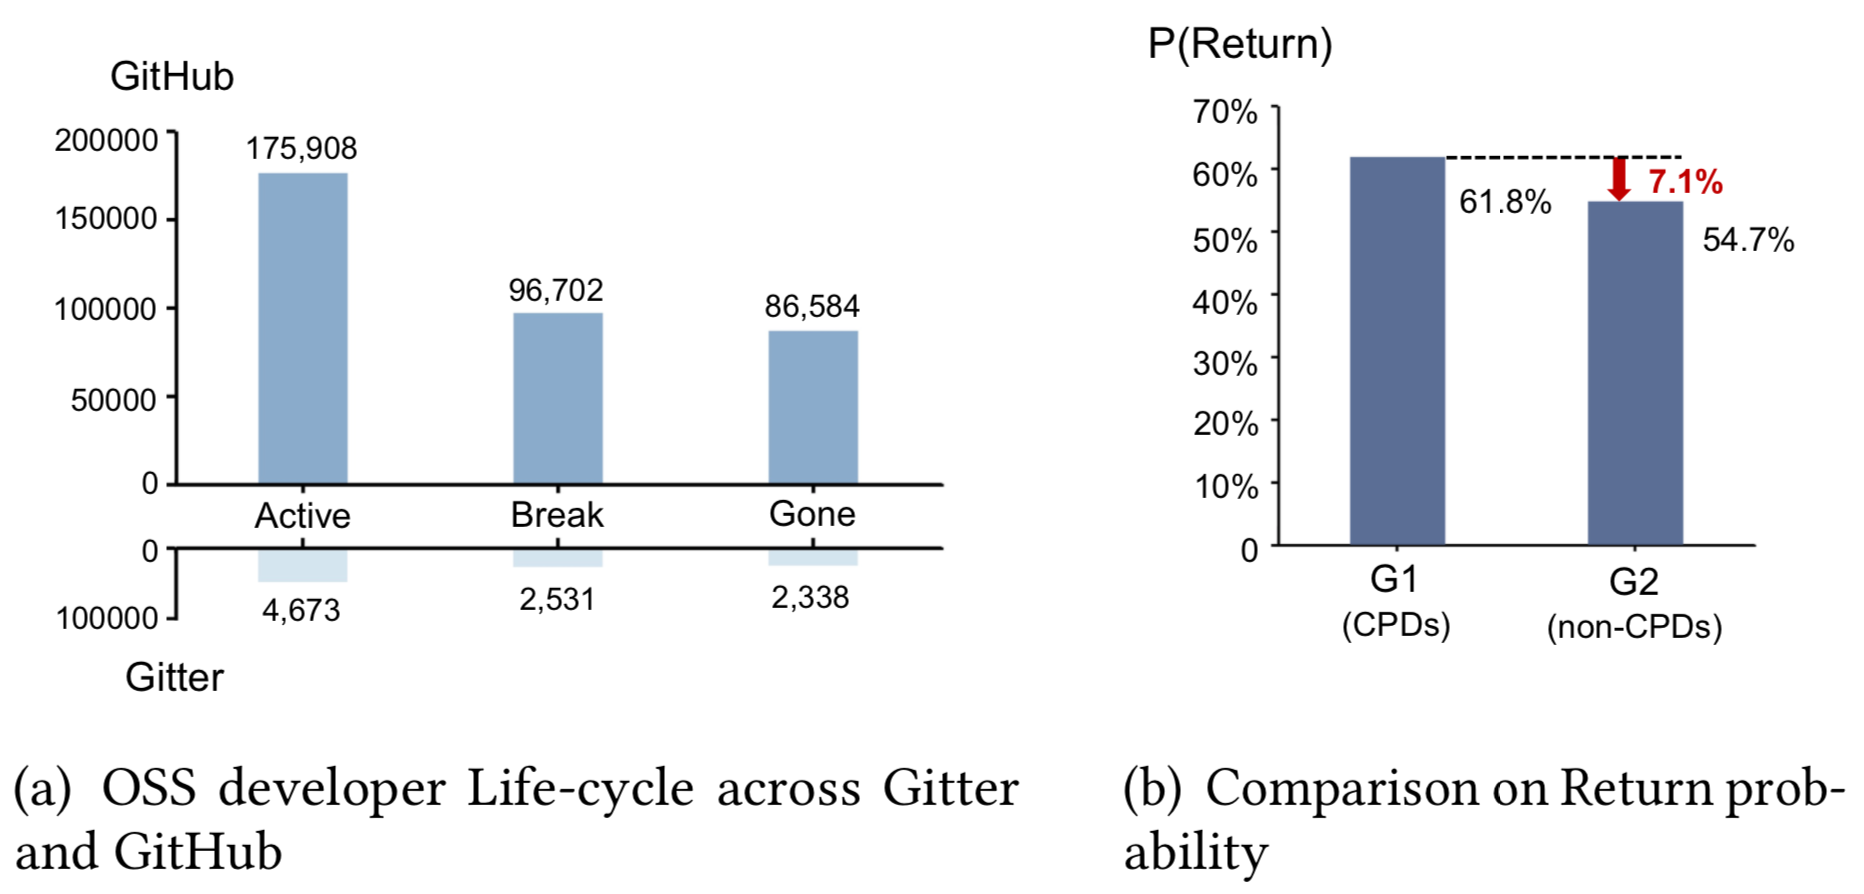 GitHub
200000
150000
100000
50000
0
175,908
96,702
86,584
Active Break Gone
0
100000
4,673
2,531
2,338
Gitter
(a) OSS developer Life-cycle across Gitter
and GitHub
P(Return)
70%
60%
50%
40%
30%
20%
10%
0
61.8%
7.1%
54.7%
G1
(CPDs)
G2
(non-CPDs)
(b) Comparison on Return prob-
ability